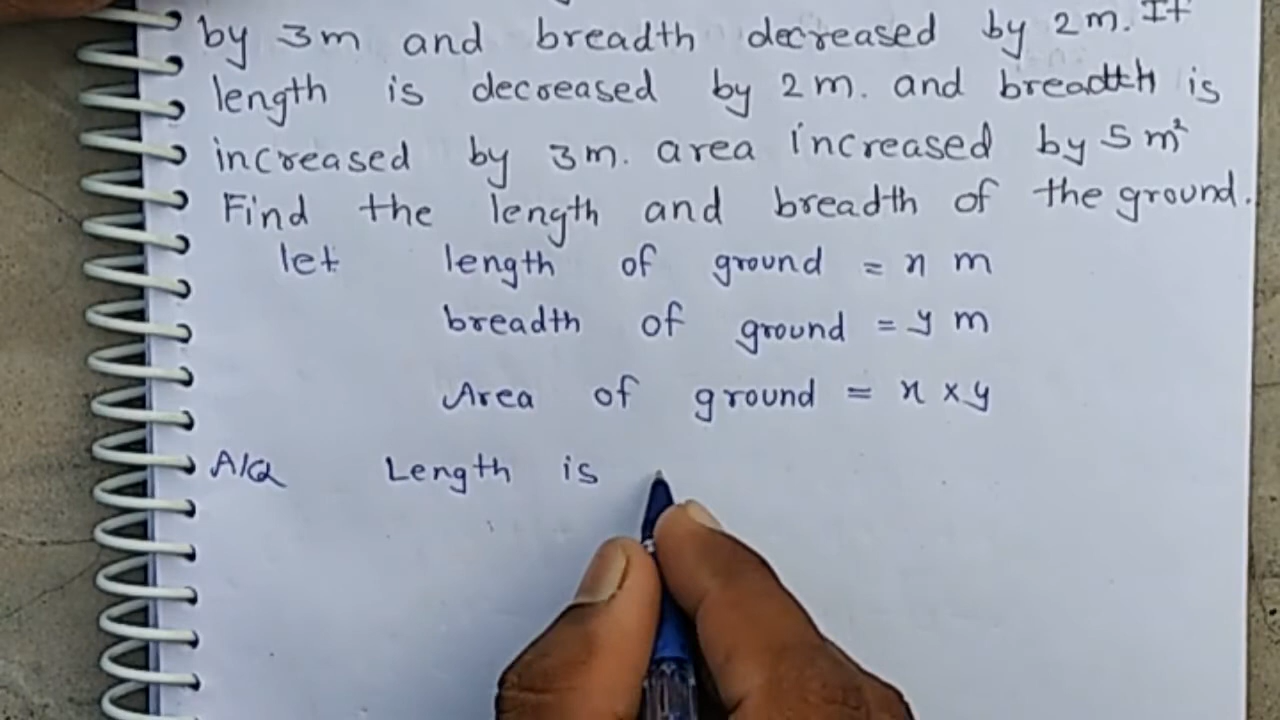 by 3m and breadth decreased by 2m. If
length is decreased by 2m. and breadth is
increased by 3m. area increased by 5 m²
Find the length and breadth of the ground.
let length of ground = x m
breadth of ground = y m
Area of ground = x × y
A/Q Length is